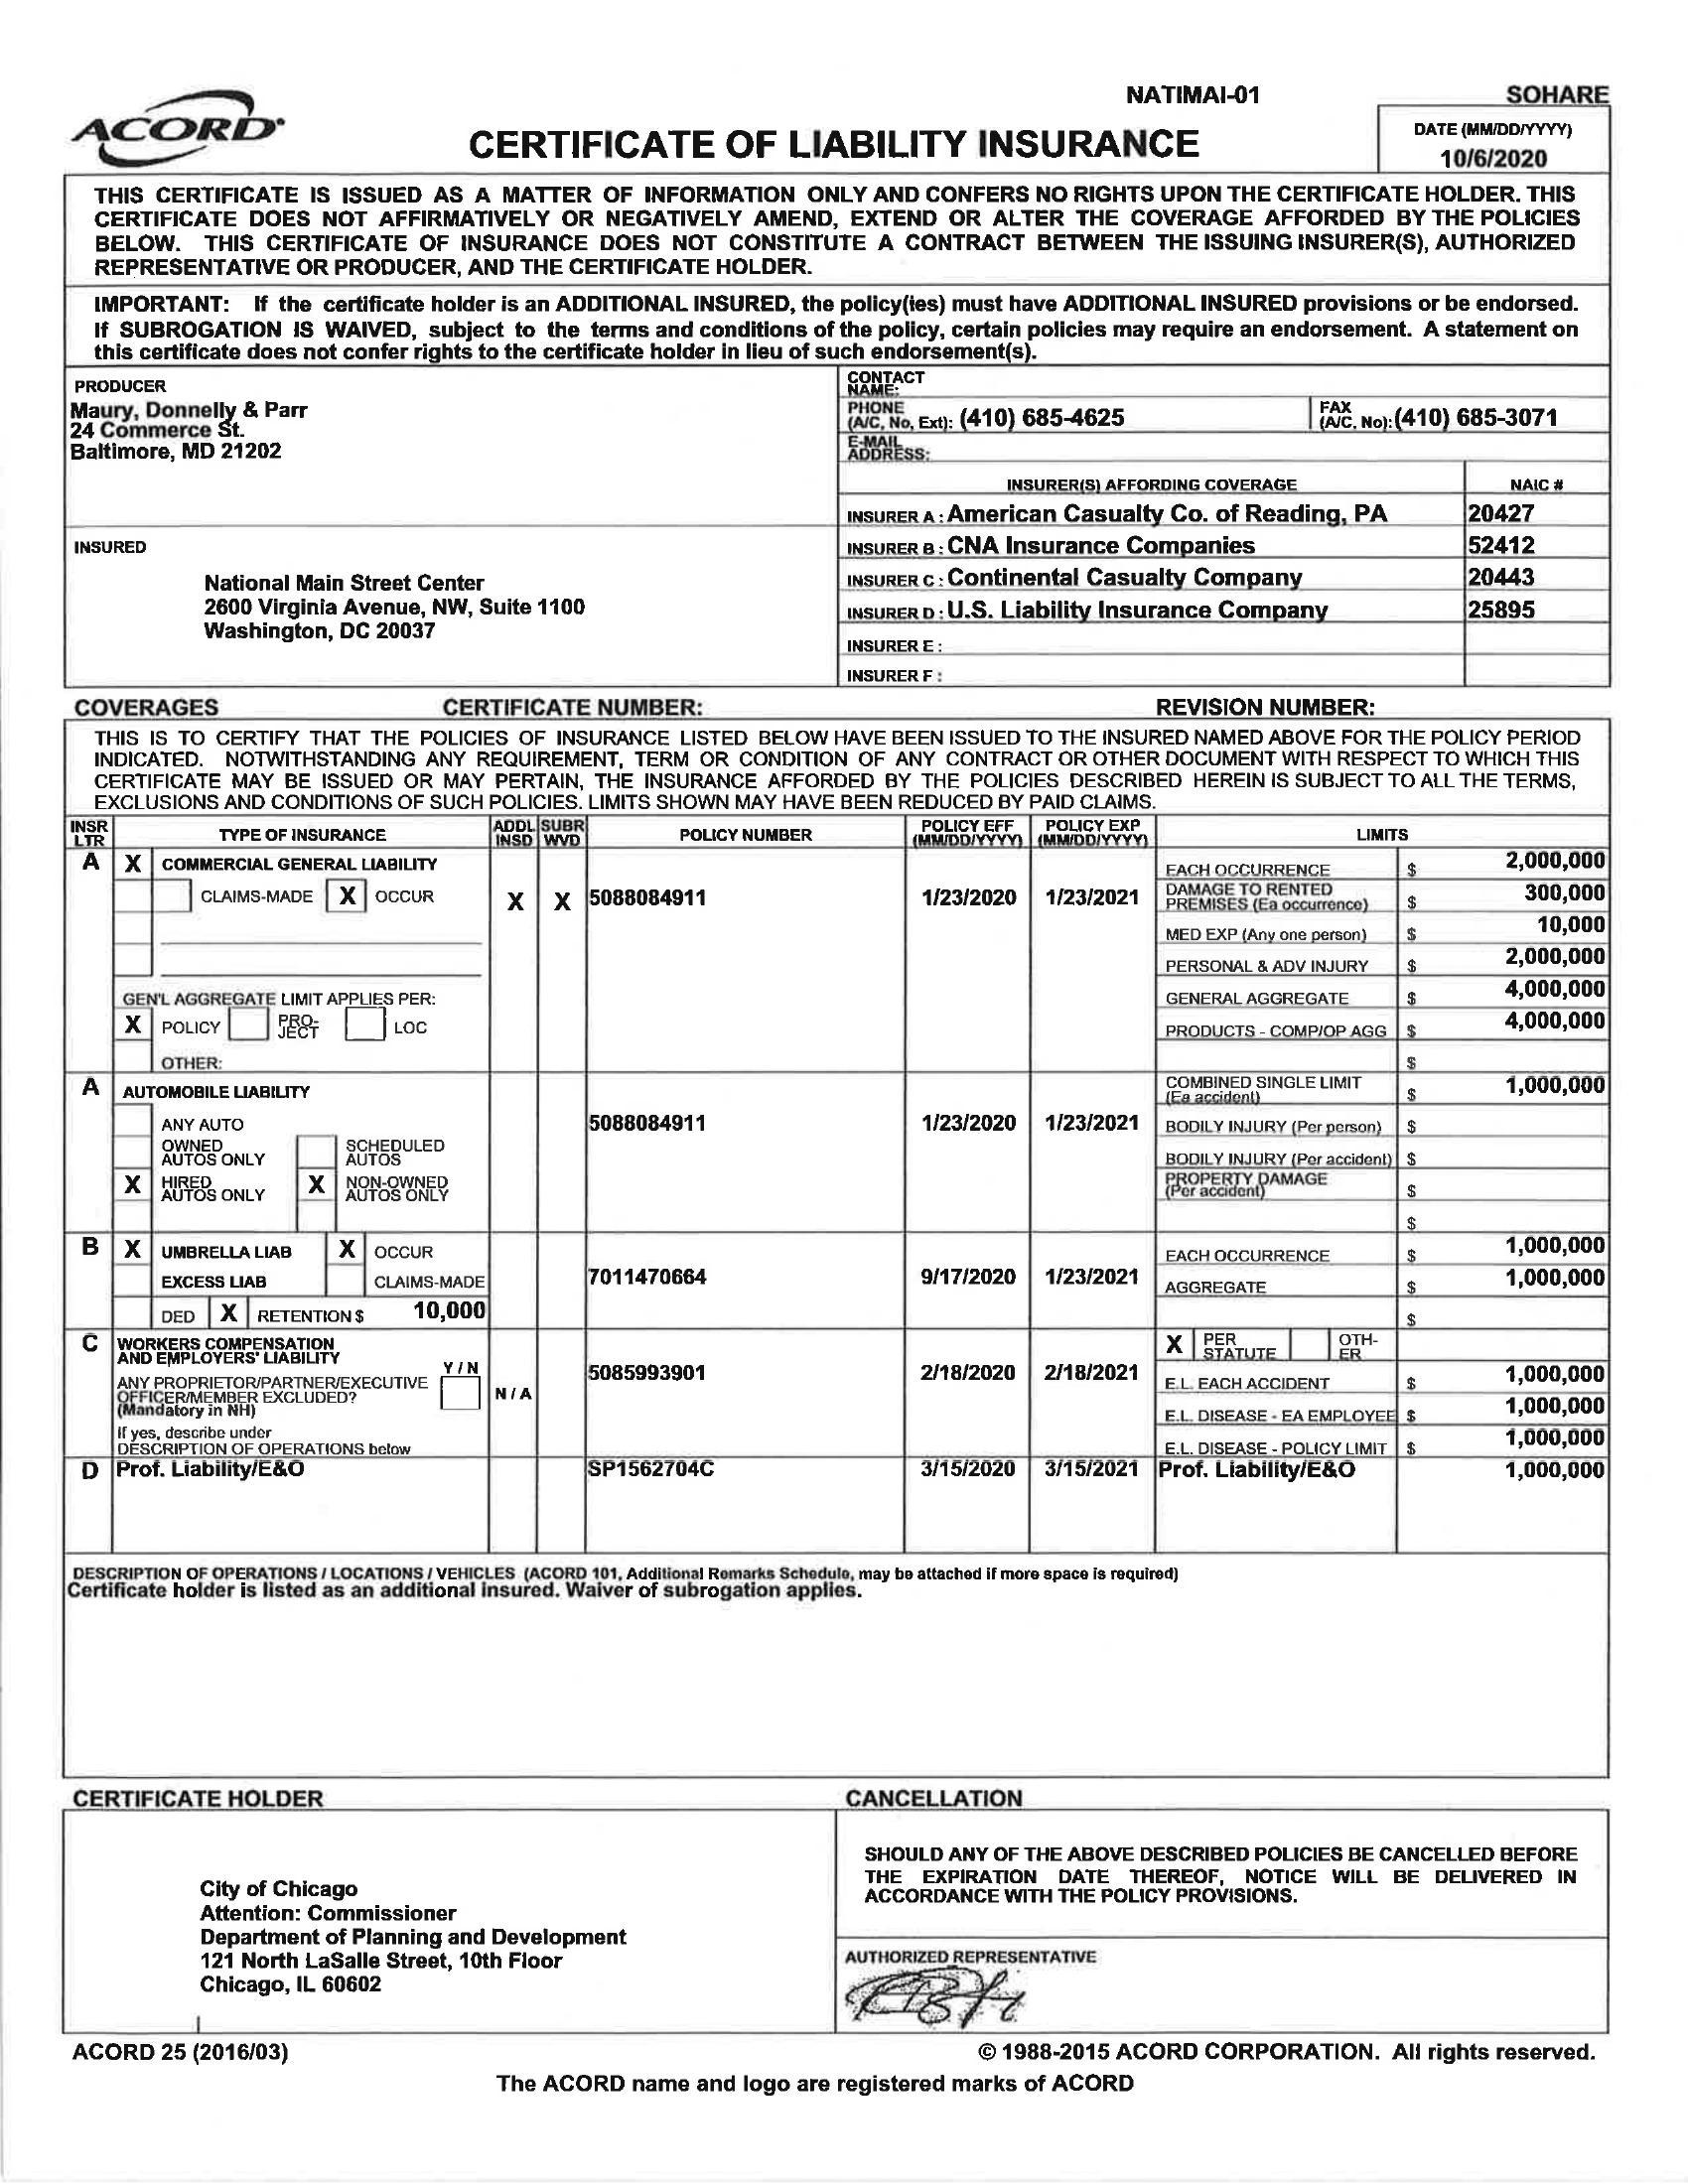 NATIMAI-01 SOHARE
ACORD
CERTIFICATE OF LIABILITY INSURANCE
DATE (MM/DD/YYYY)
10/6/2020
THIS CERTIFICATE IS ISSUED AS A MATTER OF INFORMATION ONLY AND CONFERS NO RIGHTS UPON THE CERTIFICATE HOLDER. THIS
CERTIFICATE DOES NOT AFFIRMATIVELY OR NEGATIVELY AMEND, EXTEND OR ALTER THE COVERAGE AFFORDED BY THE POLICIES
BELOW. THIS CERTIFICATE OF INSURANCE DOES NOT CONSTITUTE A CONTRACT BETWEEN THE ISSUING INSURER(S), AUTHORIZED
REPRESENTATIVE OR PRODUCER, AND THE CERTIFICATE HOLDER.
IMPORTANT: If the certificate holder is an ADDITIONAL INSURED, the policy(ies) must have ADDITIONAL INSURED provisions or be endorsed.
If SUBROGATION IS WAIVED, subject to the terms and conditions of the policy, certain policies may require an endorsement. A statement on
this certificate does not confer rights to the certificate holder in lieu of such endorsement(s).
PRODUCER
Maury, Donnelly & Parr
24 Commerce St.
Baltimore, MD 21202
CONTACT
NAME:
PHONE
(A/C, No, Ext): (410) 685-4625
FAX
(A/C, No): (410) 685-3071
E-MAIL
ADDRESS:
INSURER(S) AFFORDING COVERAGE NAIC #
INSURER A : American Casualty Co. of Reading, PA 20427
INSURED
National Main Street Center
2600 Virginia Avenue, NW, Suite 1100
Washington, DC 20037
INSURER B : CNA Insurance Companies 52412
INSURER C : Continental Casualty Company 20443
INSURER D : U.S. Liability Insurance Company 25895
INSURER E :
INSURER F :
COVERAGES CERTIFICATE NUMBER: REVISION NUMBER:
THIS IS TO CERTIFY THAT THE POLICIES OF INSURANCE LISTED BELOW HAVE BEEN ISSUED TO THE INSURED NAMED ABOVE FOR THE POLICY PERIOD
INDICATED. NOTWITHSTANDING ANY REQUIREMENT, TERM OR CONDITION OF ANY CONTRACT OR OTHER DOCUMENT WITH RESPECT TO WHICH THIS
CERTIFICATE MAY BE ISSUED OR MAY PERTAIN, THE INSURANCE AFFORDED BY THE POLICIES DESCRIBED HEREIN IS SUBJECT TO ALL THE TERMS,
EXCLUSIONS AND CONDITIONS OF SUCH POLICIES. LIMITS SHOWN MAY HAVE BEEN REDUCED BY PAID CLAIMS.
INSR LTR TYPE OF INSURANCE ADDL INSD SUBR WVD POLICY NUMBER POLICY EFF (MM/DD/YYYY) POLICY EXP (MM/DD/YYYY) LIMITS
A X COMMERCIAL GENERAL LIABILITY EACH OCCURRENCE $ 2,000,000
CLAIMS-MADE X OCCUR X X 5088084911 1/23/2020 1/23/2021 DAMAGE TO RENTED PREMISES (Ea occurrence) $ 300,000
MED EXP (Any one person) $ 10,000
PERSONAL & ADV INJURY $ 2,000,000
GEN'L AGGREGATE LIMIT APPLIES PER: GENERAL AGGREGATE $ 4,000,000
X POLICY PRO-JECT LOC PRODUCTS - COMP/OP AGG $ 4,000,000
OTHER: $
A AUTOMOBILE LIABILITY COMBINED SINGLE LIMIT (Ea accident) $ 1,000,000
ANY AUTO 5088084911 1/23/2020 1/23/2021 BODILY INJURY (Per person) $
OWNED AUTOS ONLY SCHEDULED AUTOS BODILY INJURY (Per accident) $
X HIRED AUTOS ONLY X NON-OWNED AUTOS ONLY PROPERTY DAMAGE (Per accident) $
$
B X UMBRELLA LIAB X OCCUR EACH OCCURRENCE $ 1,000,000
EXCESS LIAB CLAIMS-MADE 7011470664 9/17/2020 1/23/2021 AGGREGATE $ 1,000,000
DED X RETENTION $ 10,000 $
C WORKERS COMPENSATION AND EMPLOYERS' LIABILITY Y / N X PER STATUTE OTH-ER
ANY PROPRIETOR/PARTNER/EXECUTIVE OFFICER/MEMBER EXCLUDED? N / A 5085993901 2/18/2020 2/18/2021 E.L. EACH ACCIDENT $ 1,000,000
(Mandatory in NH) E.L. DISEASE - EA EMPLOYEE $ 1,000,000
If yes, describe under
DESCRIPTION OF OPERATIONS below E.L. DISEASE - POLICY LIMIT $ 1,000,000
D Prof. Liability/E&O SP1562704C 3/15/2020 3/15/2021 Prof. Liability/E&O 1,000,000
DESCRIPTION OF OPERATIONS / LOCATIONS / VEHICLES (ACORD 101, Additional Remarks Schedule, may be attached if more space is required)
Certificate holder is listed as an additional insured. Waiver of subrogation applies.
CERTIFICATE HOLDER
City of Chicago
Attention: Commissioner
Department of Planning and Development
121 North LaSalle Street, 10th Floor
Chicago, IL 60602
CANCELLATION
SHOULD ANY OF THE ABOVE DESCRIBED POLICIES BE CANCELLED BEFORE
THE EXPIRATION DATE THEREOF, NOTICE WILL BE DELIVERED IN
ACCORDANCE WITH THE POLICY PROVISIONS.
AUTHORIZED REPRESENTATIVE
ACORD 25 (2016/03) © 1988-2015 ACORD CORPORATION. All rights reserved.
The ACORD name and logo are registered marks of ACORD